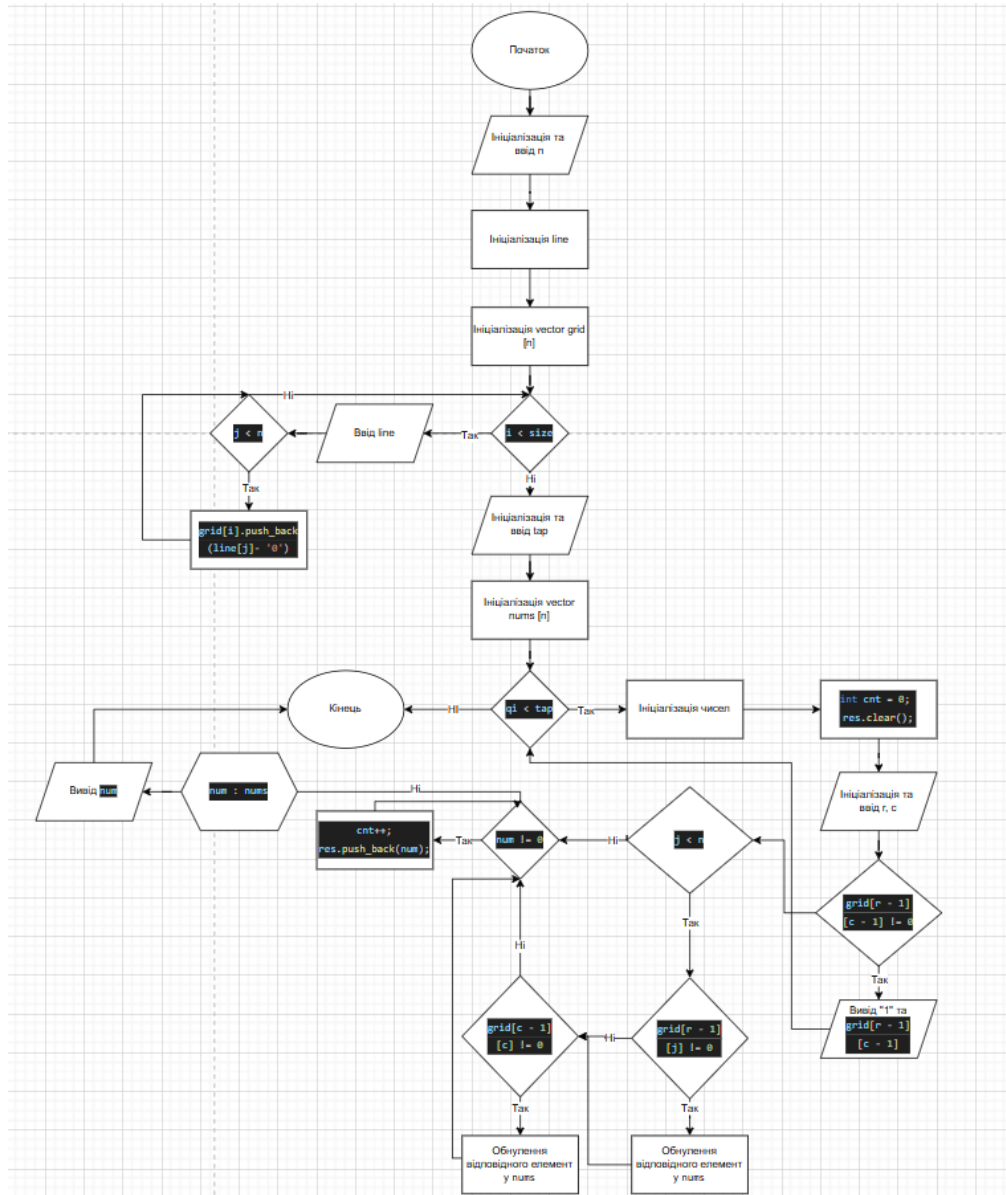 Початок
Ініціалізація та
ввід n
Ініціалізація line
Ініціалізація vector grid
[n]
Ні
j < n
Ввід line
Так
i < size
Так
Ні
grid[i].push_back
(line[j]- '0')
Ініціалізація та
ввід tap
Ініціалізація vector
nums [n]
Кінець
НІ
qi < tap
Так
Ініціалізація чисел
int cnt = 0;
res.clear();
Вивід num
num : nums
Ні
cnt++;
res.push_back(num);
Так
num != 0
Ні
j < n
Ініціалізація та
ввід r, c
grid[r - 1]
[c - 1] != 0
Так
Ні
Так
Вивід "1" та
grid[r - 1]
[c - 1]
grid[c - 1]
[c] != 0
Ні
grid[r - 1]
[j] != 0
Так
Так
Обнулення
відповідного елемент
у nums
Обнулення
відповідного елемент
у nums